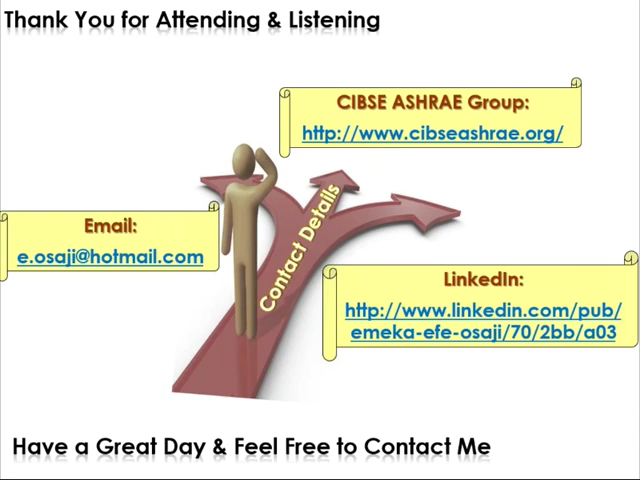 Thank You for Attending & Listening
CIBSE ASHRAE Group:
http://www.cibseashrae.org/
Contact Details
Email:
e.osaji@hotmail.com
LinkedIn:
http://www.linkedin.com/pub/
emeka-efe-osaji/70/2bb/a03
Have a Great Day & Feel Free to Contact Me